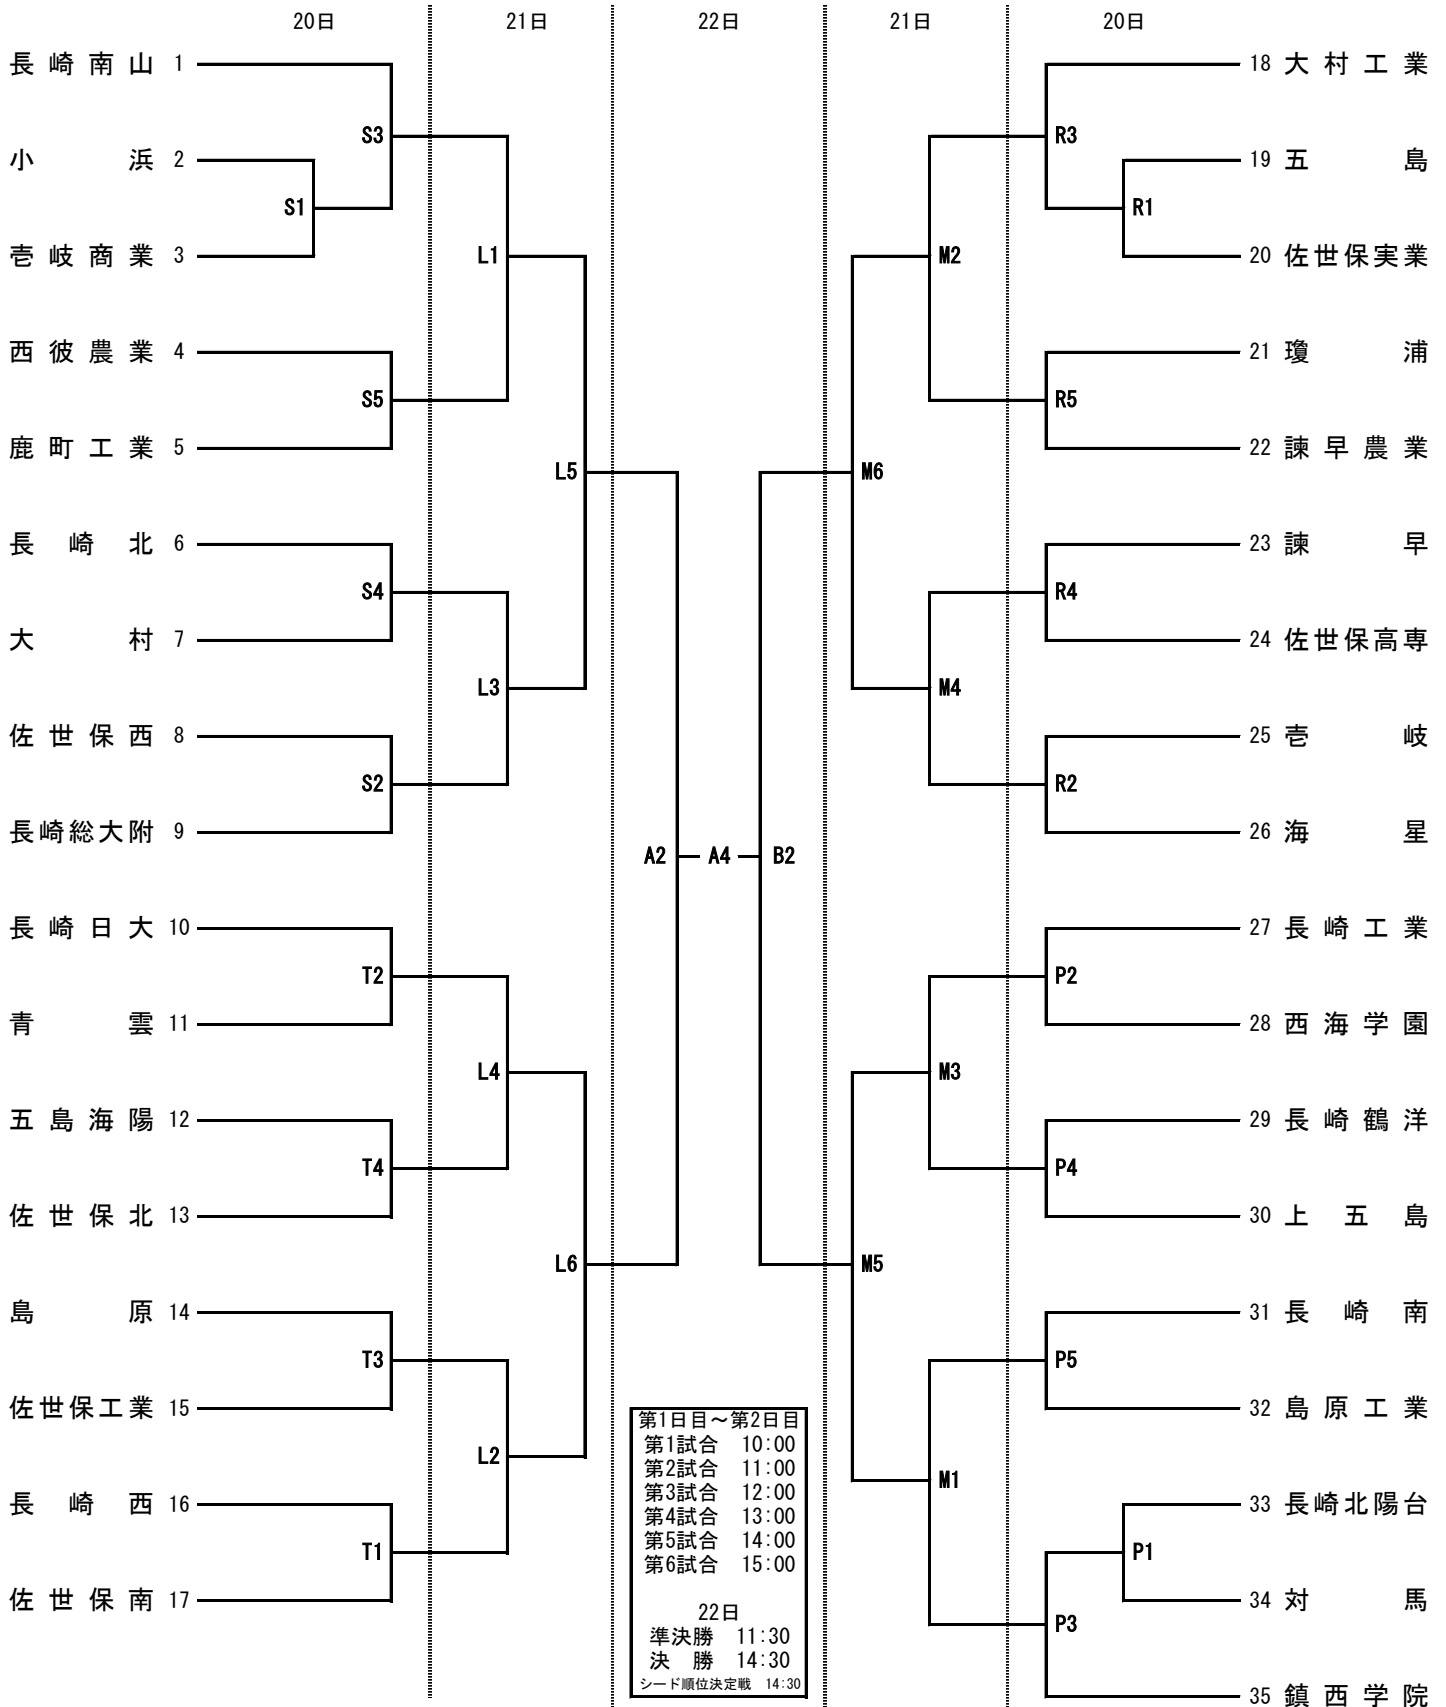 20日 21日 22日 21日 20日
長崎南山 1 18 大村工業
S3 R3
小浜 2 19 五島
S1 R1
壱岐商業 3 L1 M2 20 佐世保実業
西彼農業 4 21 瓊浦
S5 R5
鹿町工業 5 22 諫早農業
L5 M6
長崎北 6 23 諫早
S4 R4
大村 7 24 佐世保高専
L3 M4
佐世保西 8 25 壱岐
S2 R2
長崎総大附 9 26 海星
A2 A4 B2
長崎日大 10 27 長崎工業
T2 P2
青雲 11 28 西海学園
L4 M3
五島海陽 12 29 長崎鶴洋
T4 P4
佐世保北 13 30 上五島
L6 M5
島原 14 31 長崎南
T3 P5
佐世保工業 15 32 島原工業
第1日目～第2日目
第1試合 10:00
L2 第2試合 11:00 M1
第3試合 12:00
長崎西 16 第4試合 13:00 33 長崎北陽台
第5試合 14:00
T1 第6試合 15:00 P1
佐世保南 17 34 対馬
22日 P3
準決勝 11:30
決勝 14:30
シード順位決定戦 14:30
35 鎮西学院